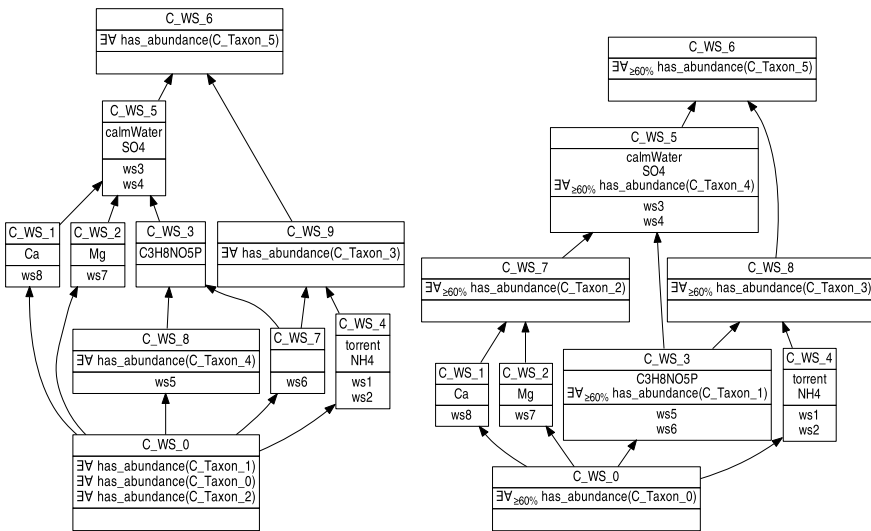 C_WS_6
∃∀ has_abundance(C_Taxon_5)
C_WS_5
calmWater
SO4
ws3
ws4
C_WS_1
Ca
ws8
C_WS_2
Mg
ws7
C_WS_3
C3H8NO5P
C_WS_9
∃∀ has_abundance(C_Taxon_3)
C_WS_8
∃∀ has_abundance(C_Taxon_4)
ws5
C_WS_7
ws6
C_WS_4
torrent
NH4
ws1
ws2
C_WS_0
∃∀ has_abundance(C_Taxon_1)
∃∀ has_abundance(C_Taxon_0)
∃∀ has_abundance(C_Taxon_2)
C_WS_6
∃∀≥60% has_abundance(C_Taxon_5)
C_WS_5
calmWater
SO4
∃∀≥60% has_abundance(C_Taxon_4)
ws3
ws4
C_WS_7
∃∀≥60% has_abundance(C_Taxon_2)
C_WS_8
∃∀≥60% has_abundance(C_Taxon_3)
C_WS_1
Ca
ws8
C_WS_2
Mg
ws7
C_WS_3
C3H8NO5P
∃∀≥60% has_abundance(C_Taxon_1)
ws5
ws6
C_WS_4
torrent
NH4
ws1
ws2
C_WS_0
∃∀≥60% has_abundance(C_Taxon_0)